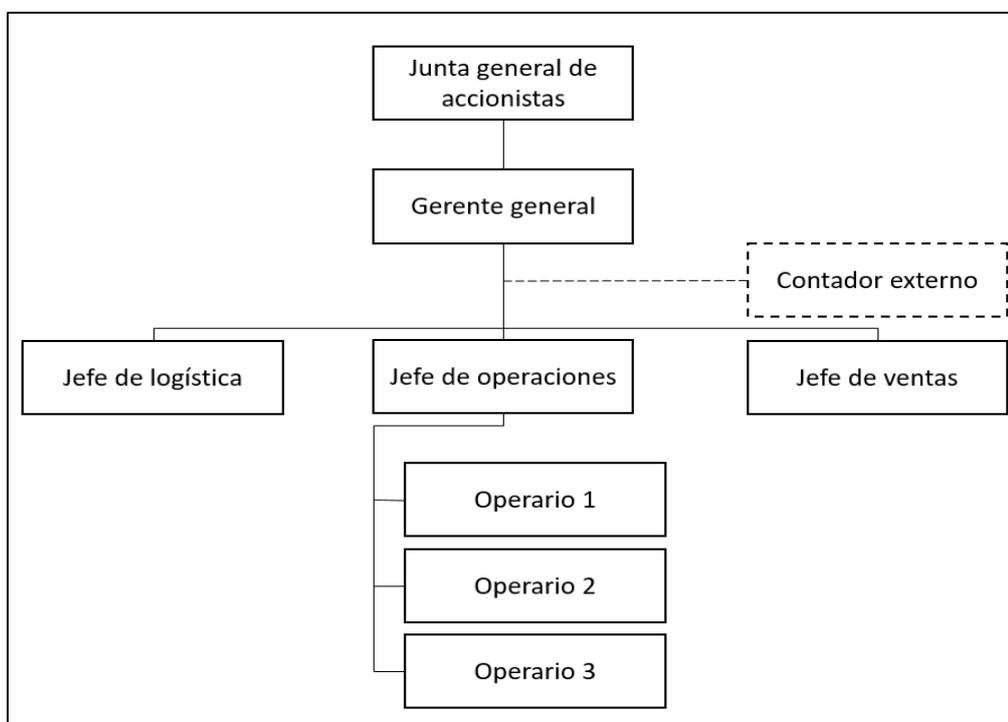 Junta general de
accionistas
Gerente general
Contador externo
Jefe de logística
Jefe de operaciones
Jefe de ventas
Operario 1
Operario 2
Operario 3